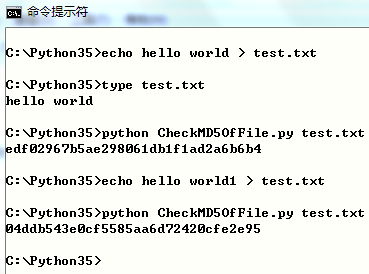 命令提示符
C:\Python35>echo hello world > test.txt
C:\Python35>type test.txt
hello world
C:\Python35>python CheckMD5OfFile.py test.txt
edf02967b5ae298061db1f1ad2a6b6b4
C:\Python35>echo hello world1 > test.txt
C:\Python35>python CheckMD5OfFile.py test.txt
04ddb543e0cf5585aa6d72420cfe2e95
C:\Python35>